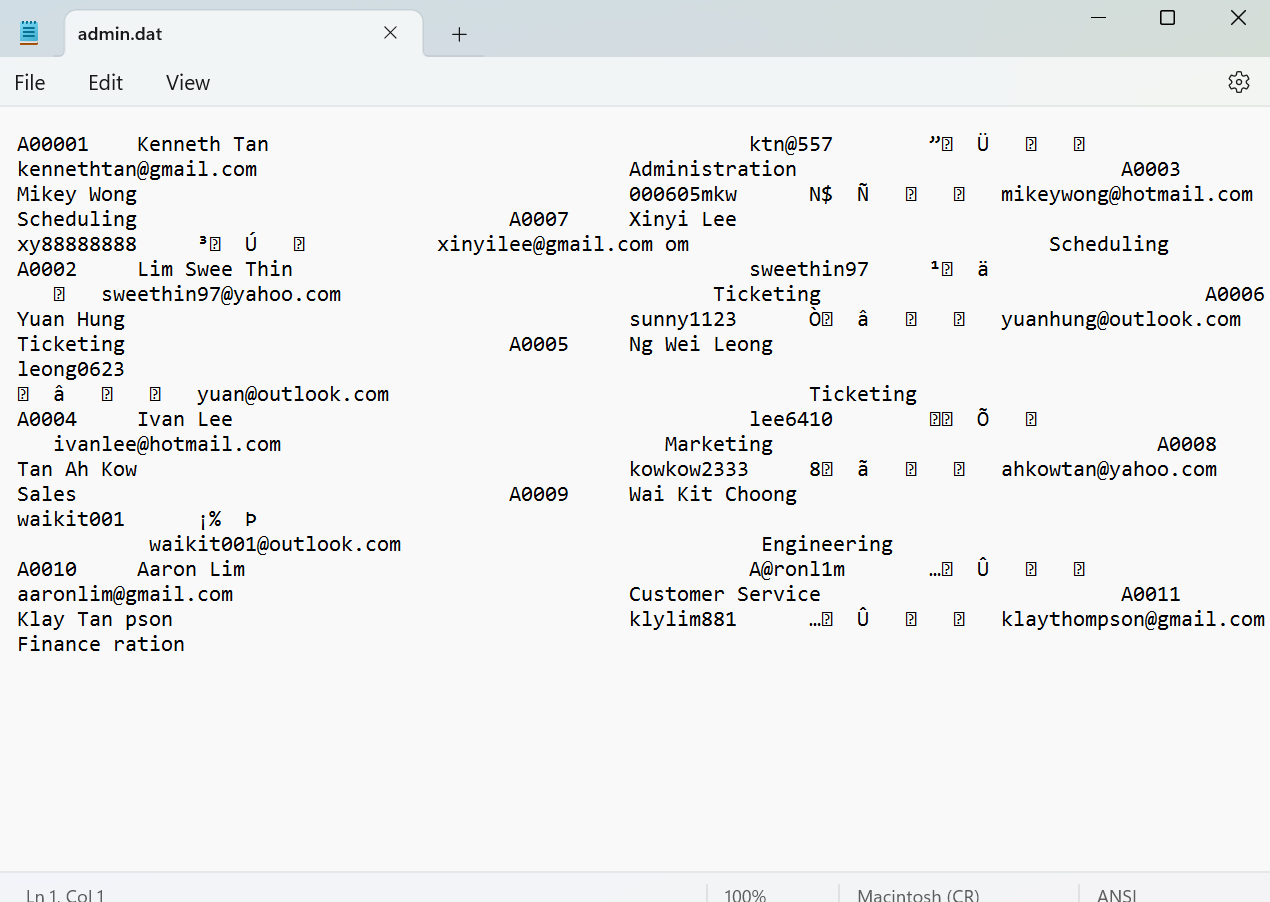 admin.dat
File Edit View
A00001 Kenneth Tan ktn@557 ” Ü
kennethtan@gmail.com Administration A0003
Mikey Wong 000605mkw N$ Ñ mikeywong@hotmail.com
Scheduling A0007 Xinyi Lee
xy88888888 ³ Ú xinyilee@gmail.com om Scheduling
A0002 Lim Swee Thin sweethin97 ¹ ä
sweethin97@yahoo.com Ticketing A0006
Yuan Hung sunny1123 Ò â yuanhung@outlook.com
Ticketing A0005 Ng Wei Leong
leong0623
â yuan@outlook.com Ticketing
A0004 Ivan Lee lee6410 Õ
ivanlee@hotmail.com Marketing A0008
Tan Ah Kow kowkow2333 8 ã ahkowtan@yahoo.com
Sales A0009 Wai Kit Choong
waikit001 ¡% Þ
waikit001@outlook.com Engineering
A0010 Aaron Lim A@ronl1m … Û
aaronlim@gmail.com Customer Service A0011
Klay Tan pson klylim881 … Û klaythompson@gmail.com
Finance ration
Ln 1, Col 1 100% Macintosh (CR) ANSI